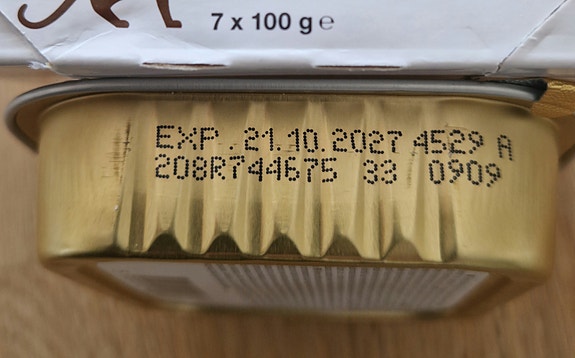 7 x 100 g ℮
EXP.21.10.2027 4529 A
208R744675 33 0909